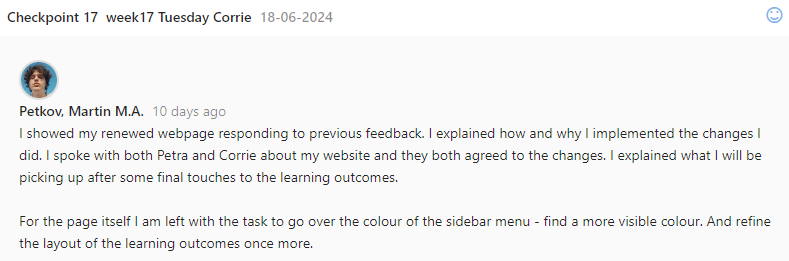 Checkpoint 17 week17 Tuesday Corrie 18-06-2024
Petkov, Martin M.A. 10 days ago
I showed my renewed webpage responding to previous feedback. I explained how and why I implemented the changes I
did. I spoke with both Petra and Corrie about my website and they both agreed to the changes. I explained what I will be
picking up after some final touches to the learning outcomes.
For the page itself I am left with the task to go over the colour of the sidebar menu - find a more visible colour. And refine
the layout of the learning outcomes once more.